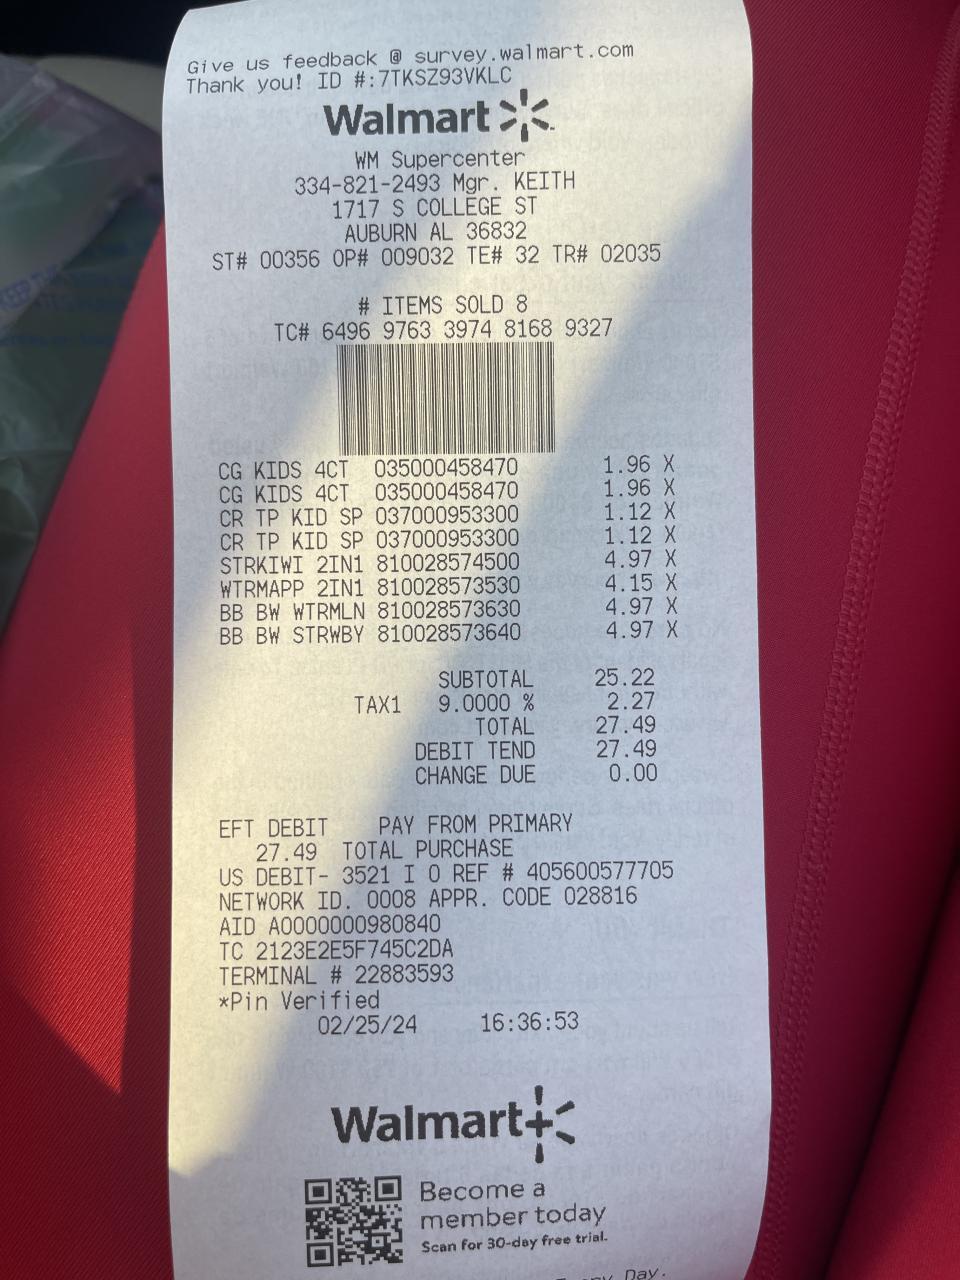 Give us feedback @ survey.walmart.com
Thank you! ID #:7TKSZ93VKLC
Walmart
WM Supercenter
334-821-2493 Mgr. KEITH
1717 S COLLEGE ST
AUBURN AL 36832
ST# 00356 OP# 009032 TE# 32 TR# 02035
# ITEMS SOLD 8
TC# 6496 9763 3974 8168 9327
CG KIDS 4CT 035000458470 1.96 X
CG KIDS 4CT 035000458470 1.96 X
CR TP KID SP 037000953300 1.12 X
CR TP KID SP 037000953300 1.12 X
STRKIWI 2IN1 810028574500 4.97 X
WTRMAPP 2IN1 810028573530 4.15 X
BB BW WTRMLN 810028573630 4.97 X
BB BW STRWBY 810028573640 4.97 X
SUBTOTAL 25.22
TAX1 9.0000 % 2.27
TOTAL 27.49
DEBIT TEND 27.49
CHANGE DUE 0.00
EFT DEBIT PAY FROM PRIMARY
27.49 TOTAL PURCHASE
US DEBIT- 3521 I 0 REF # 405600577705
NETWORK ID. 0008 APPR. CODE 028816
AID A0000000980840
TC 2123E2E5F745C2DA
TERMINAL # 22883593
*Pin Verified
02/25/24 16:36:53
Walmart+
Become a
member today
Scan for 30-day free trial.
Day.